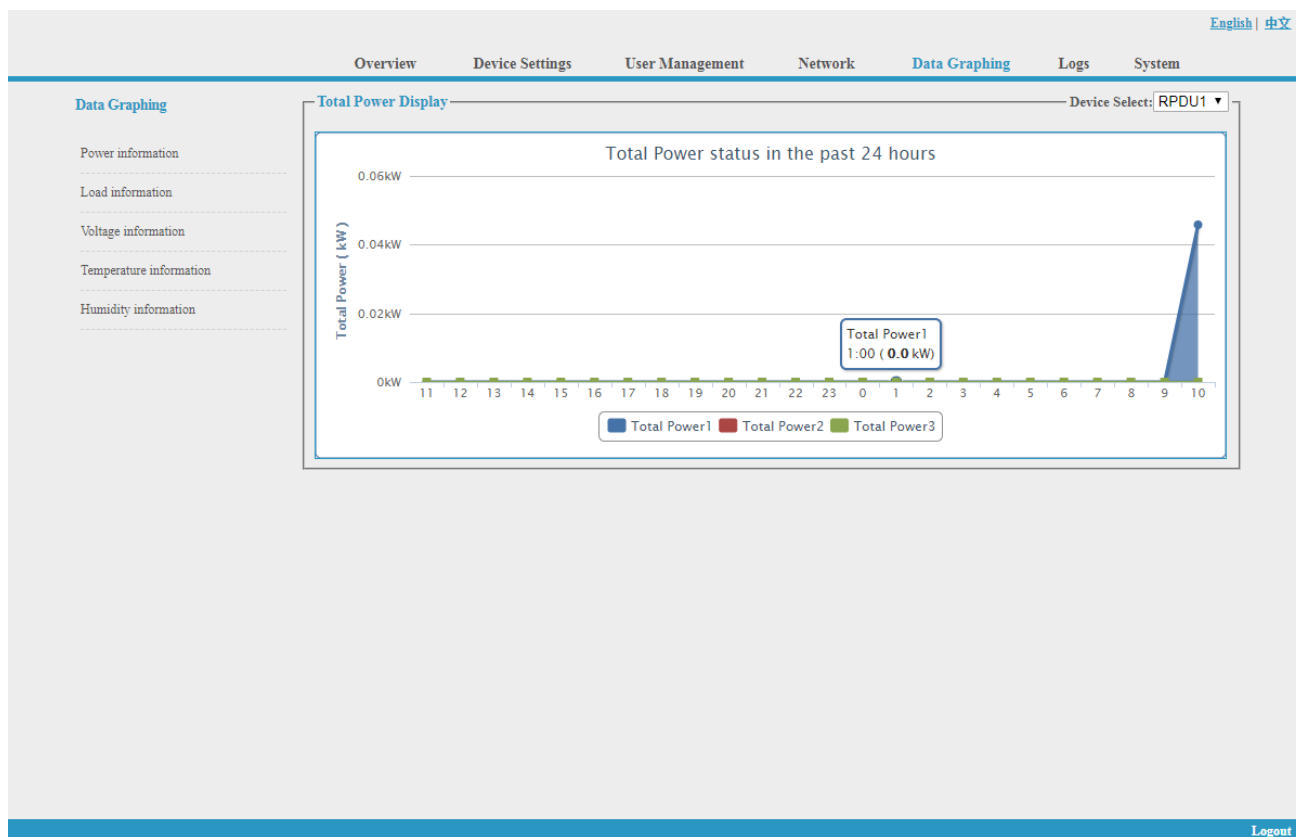 English | 中文
Overview Device Settings User Management Network Data Graphing Logs System
Data Graphing
Power information
Load information
Voltage information
Temperature information
Humidity information
Total Power Display
Device Select: RPDU1
Total Power status in the past 24 hours
Total Power ( kW )
0.06kW
0.04kW
0.02kW
0kW
Total Power1
1:00 ( 0.0 kW)
11 12 13 14 15 16 17 18 19 20 21 22 23 0 1 2 3 4 5 6 7 8 9 10
Total Power1 Total Power2 Total Power3
Logout